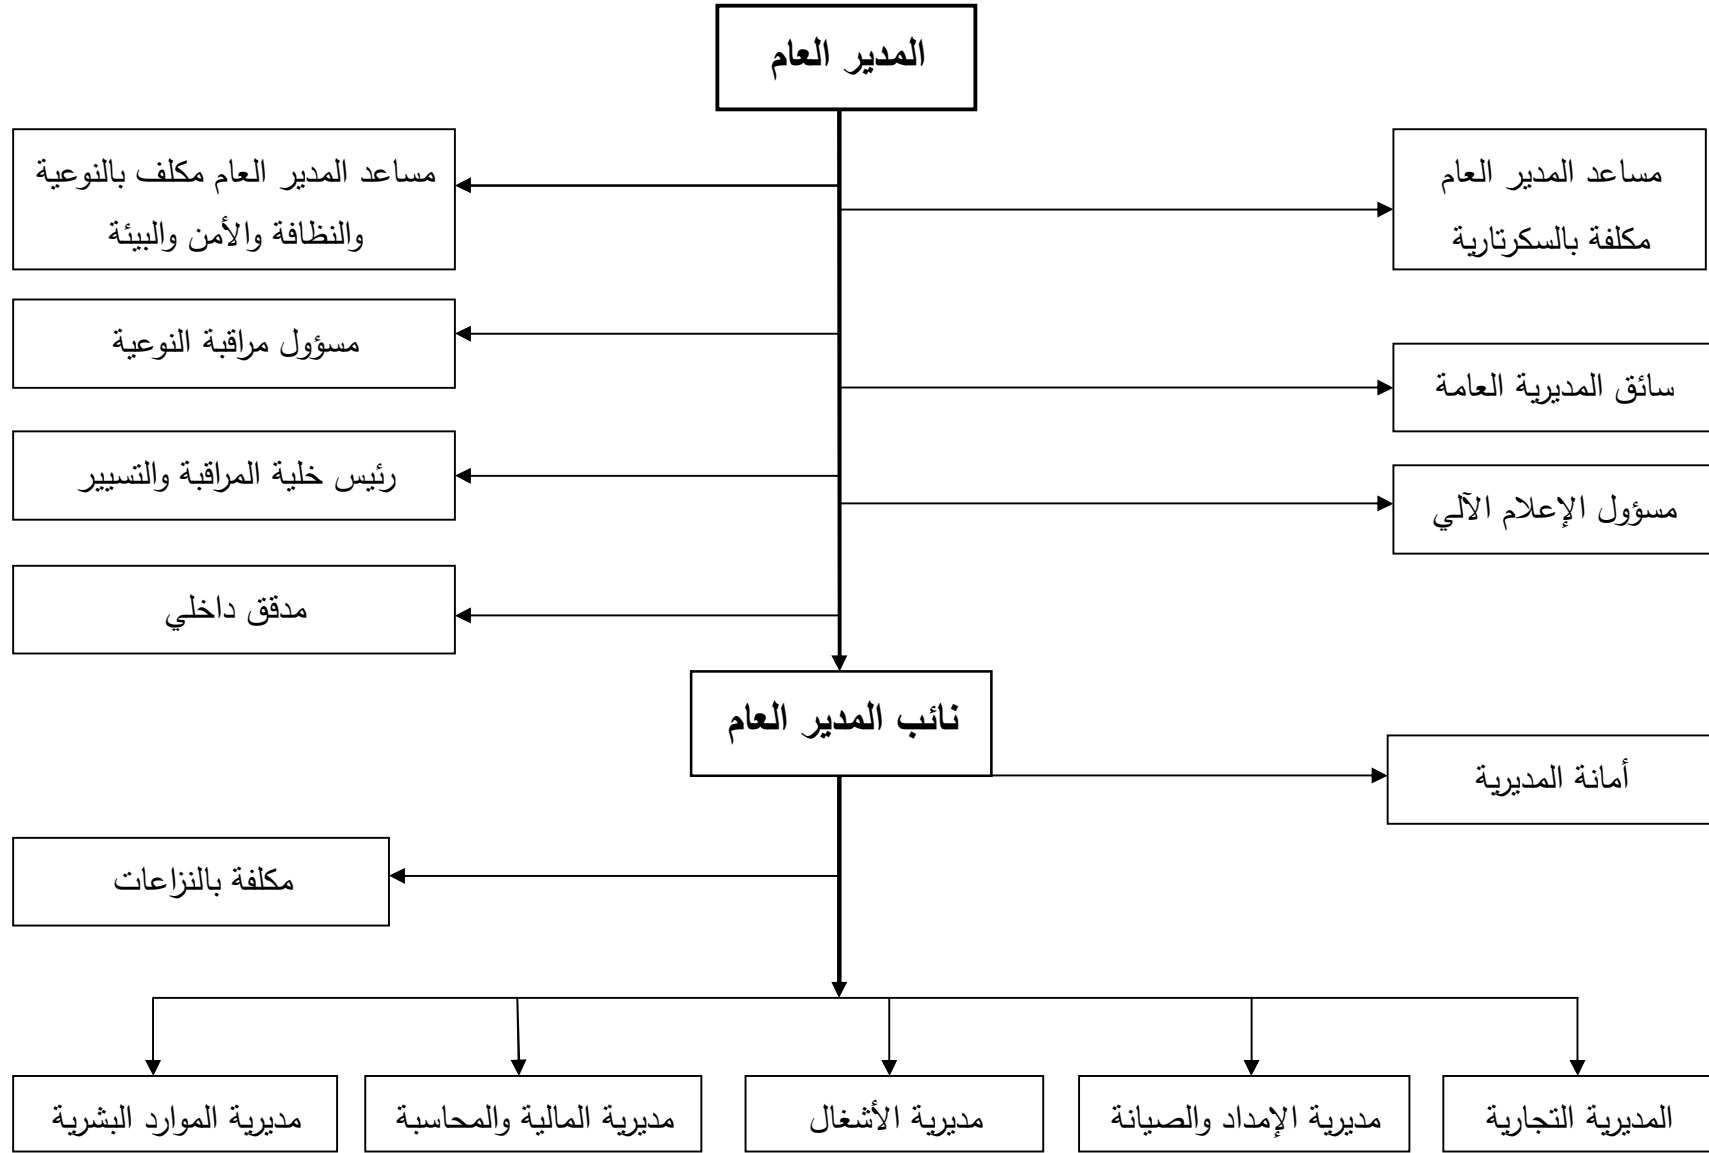 المدير العام
مساعد المدير العام
مكلفة بالسكرتارية
مساعد المدير العام مكلف بالنوعية
والنظافة والأمن والبيئة
مسؤول مراقبة النوعية
سائق المديرية العامة
رئيس خلية المراقبة والتسيير
مسؤول الإعلام الآلي
مدقق داخلي
نائب المدير العام
أمانة المديرية
مكلفة بالنزاعات
المديرية التجارية
مديرية الإمداد والصيانة
مديرية الأشغال
مديرية المالية والمحاسبة
مديرية الموارد البشرية